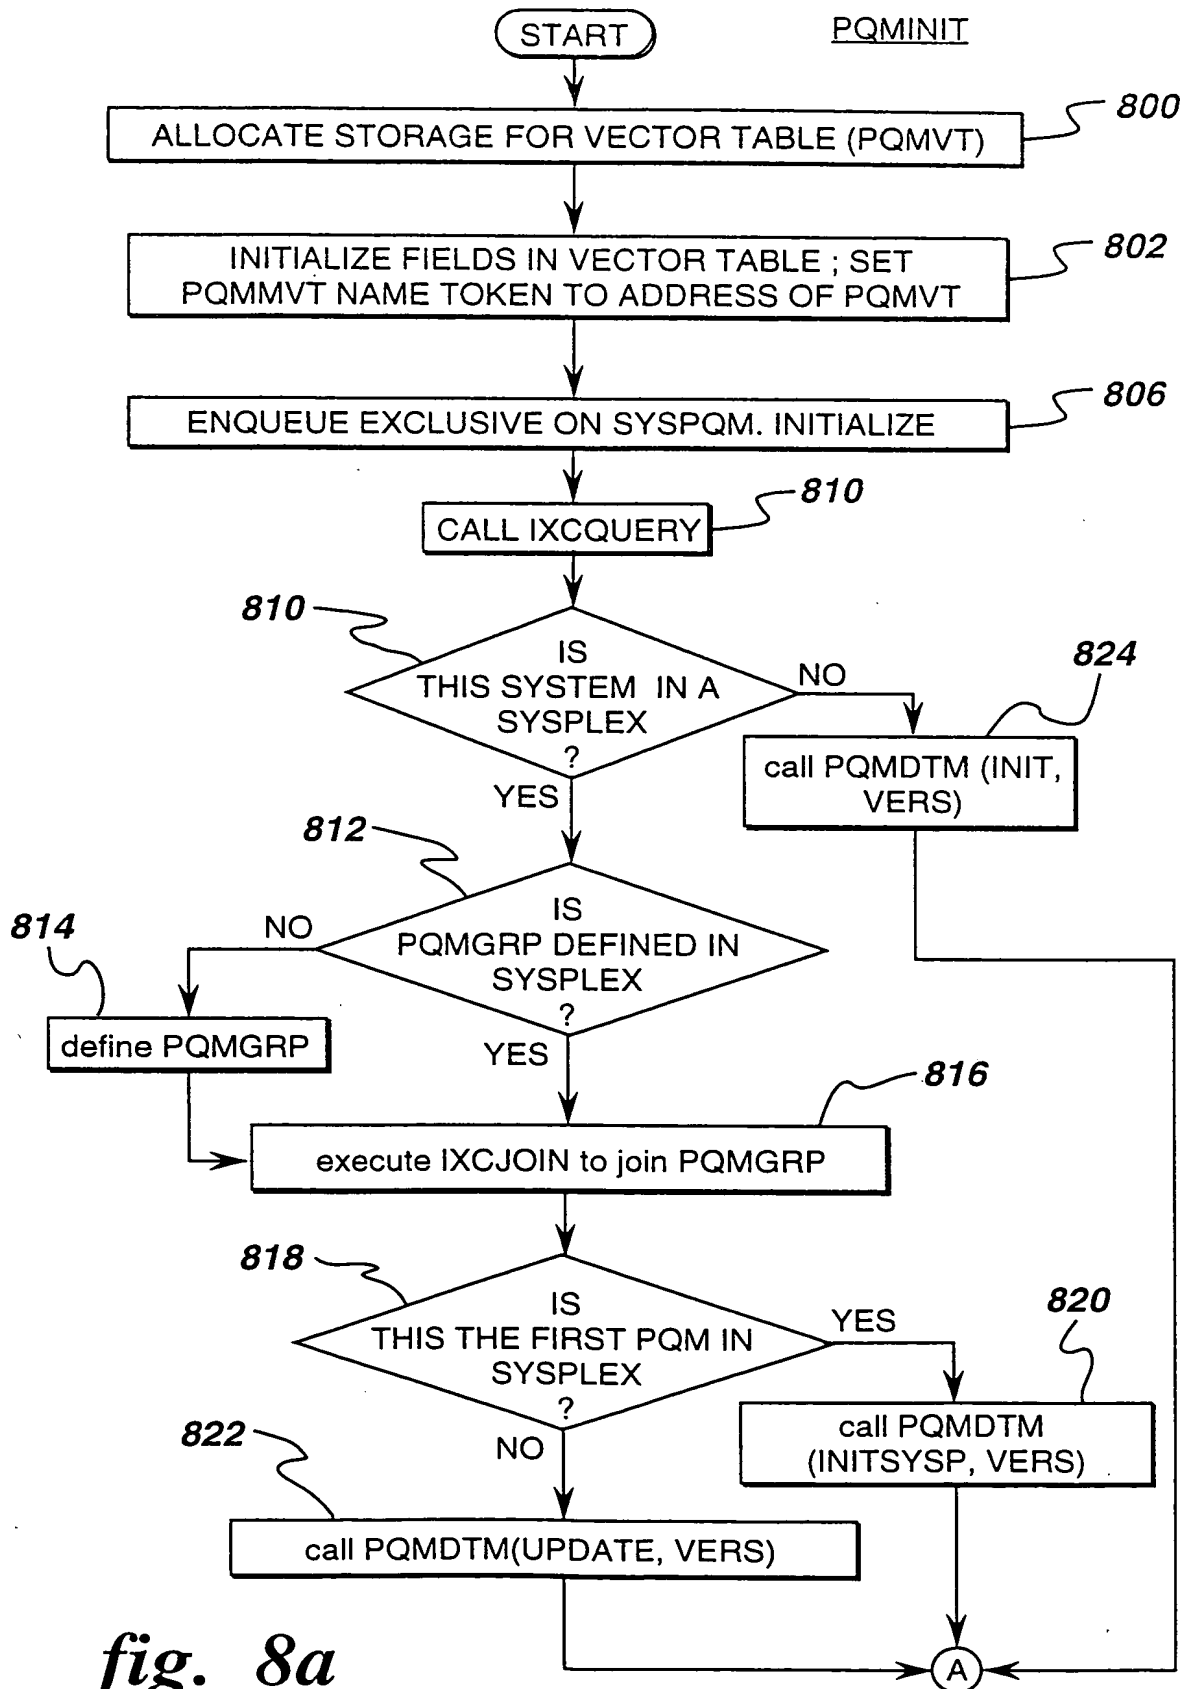 START
PQMINIT
800
ALLOCATE STORAGE FOR VECTOR TABLE (PQMVT)
802
INITIALIZE FIELDS IN VECTOR TABLE ; SET
PQMMVT NAME TOKEN TO ADDRESS OF PQMVT
806
ENQUEUE EXCLUSIVE ON SYSPQM. INITIALIZE
810
CALL IXCQUERY
810
IS
THIS SYSTEM IN A
SYSPLEX
?
NO
824
call PQMDTM (INIT,
VERS)
YES
812
IS
PQMGRP DEFINED IN
SYSPLEX
?
NO
814
define PQMGRP
YES
816
execute IXCJOIN to join PQMGRP
818
IS
THIS THE FIRST PQM IN
SYSPLEX
?
YES
820
call PQMDTM
(INITSYSP, VERS)
NO
822
call PQMDTM(UPDATE, VERS)
A
fig. 8a